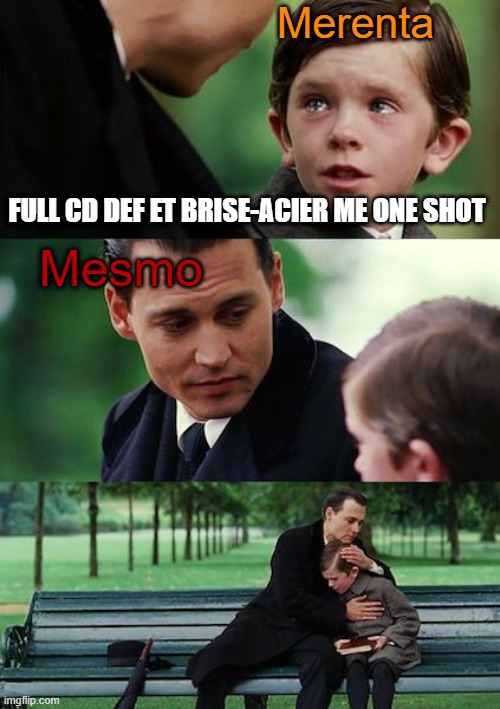 Merenta
FULL CD DEF ET BRISE-ACIER ME ONE SHOT
Mesmo
imgflip.com